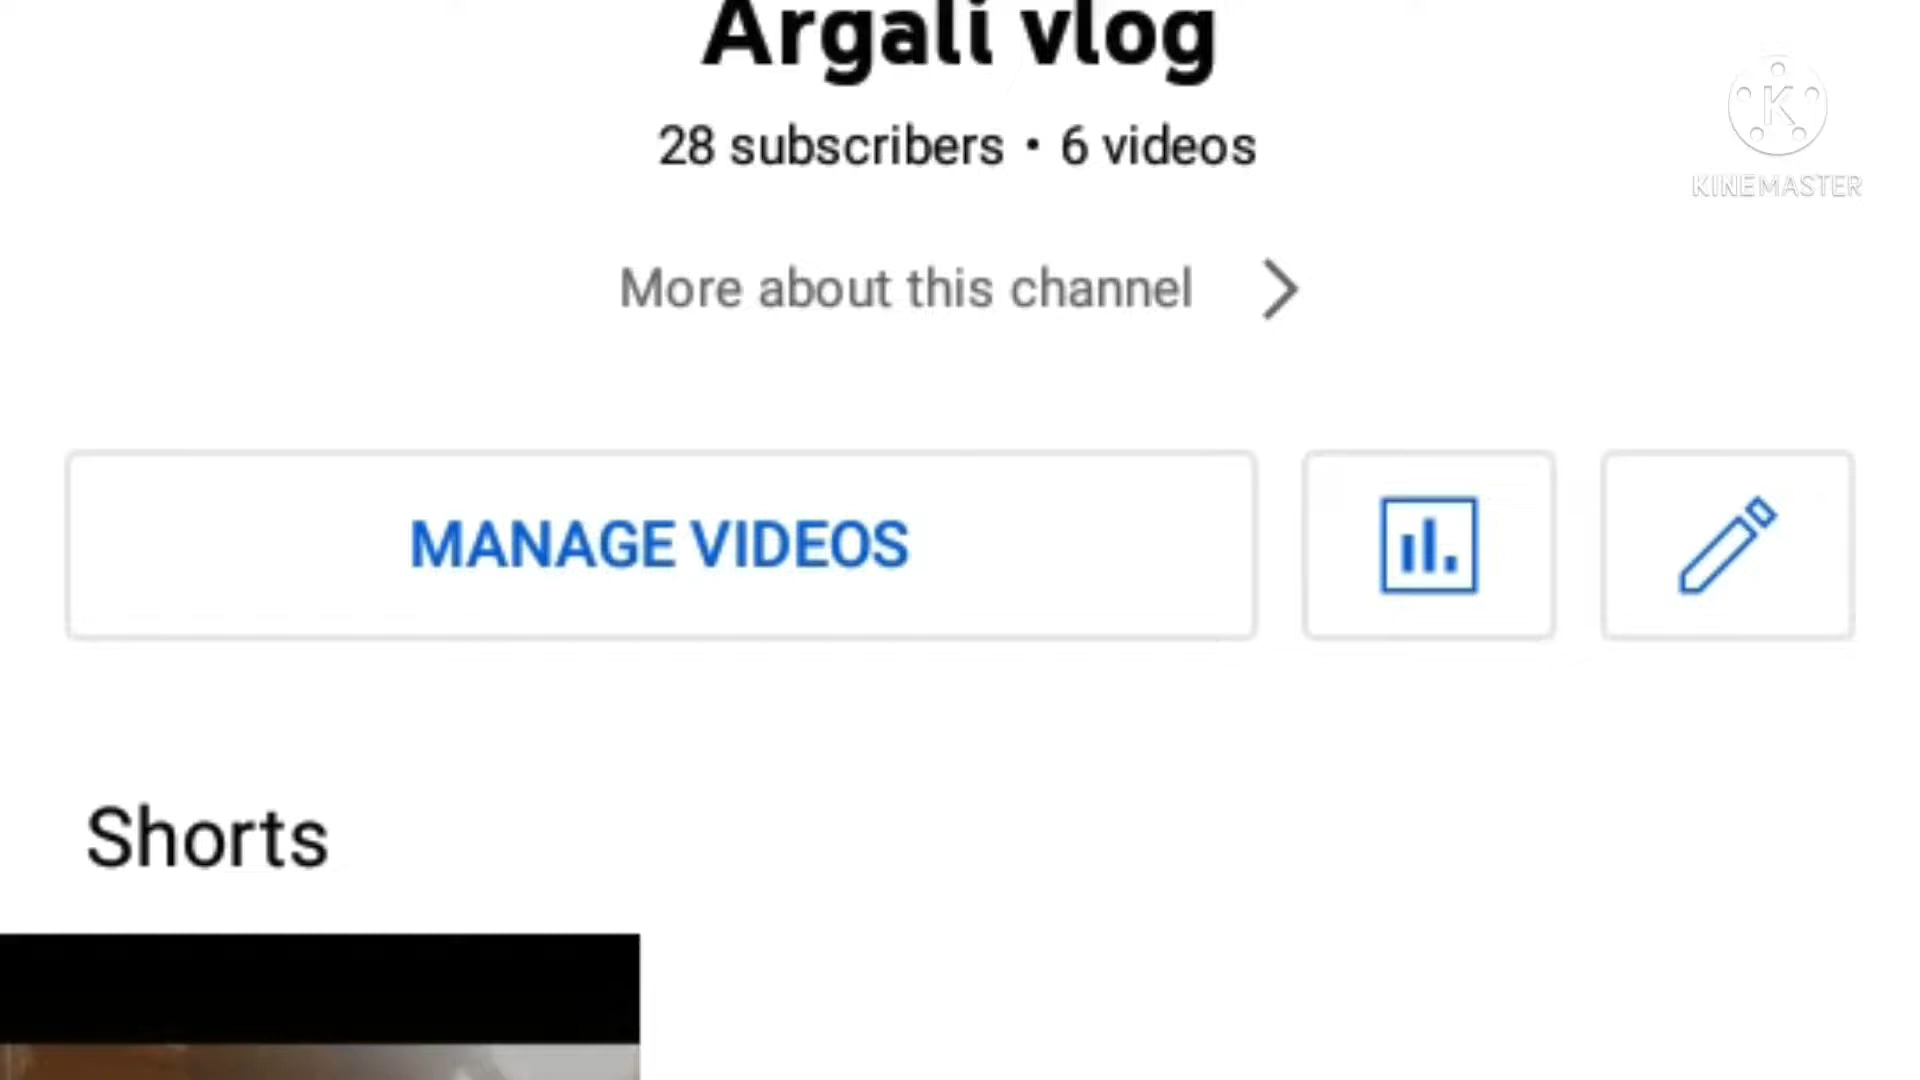 Argali vlog
28 subscribers • 6 videos
K
KINEMASTER
More about this channel
MANAGE VIDEOS
Shorts